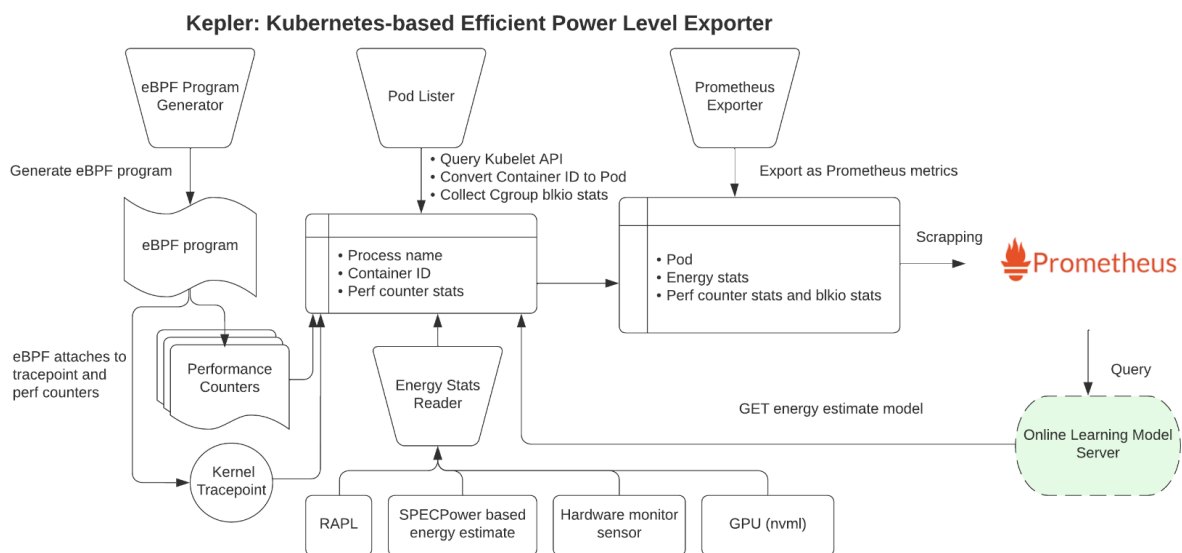 Kepler: Kubernetes-based Efficient Power Level Exporter
eBPF Program
Generator
Pod Lister
Prometheus
Exporter
Generate eBPF program
• Query Kubelet API
• Convert Container ID to Pod
• Collect Cgroup blkio stats
Export as Prometheus metrics
eBPF program
• Process name
• Container ID
• Perf counter stats
• Pod
• Energy stats
• Perf counter stats and blkio stats
Scrapping
Prometheus
eBPF attaches to
tracepoint and
perf counters
Performance
Counters
Energy Stats
Reader
Query
GET energy estimate model
Online Learning Model
Server
Kernel
Tracepoint
RAPL
SPECPower based
energy estimate
Hardware monitor
sensor
GPU (nvml)